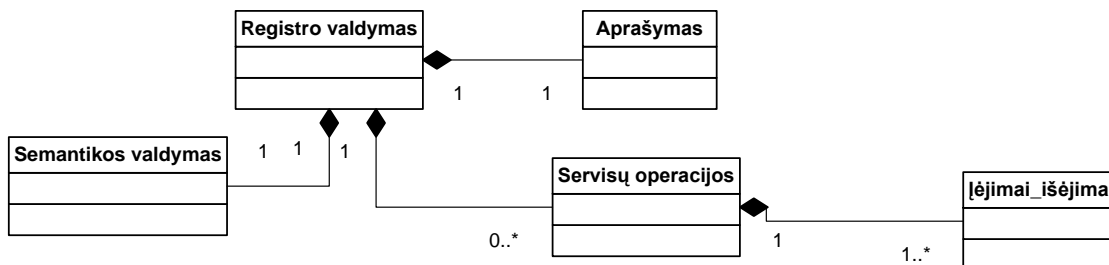 Registro valdymas
Aprašymas
1
1
Semantikos valdymas
1
1
1
Servisų operacijos
Įėjimai_išėjima
0..*
1
1..*